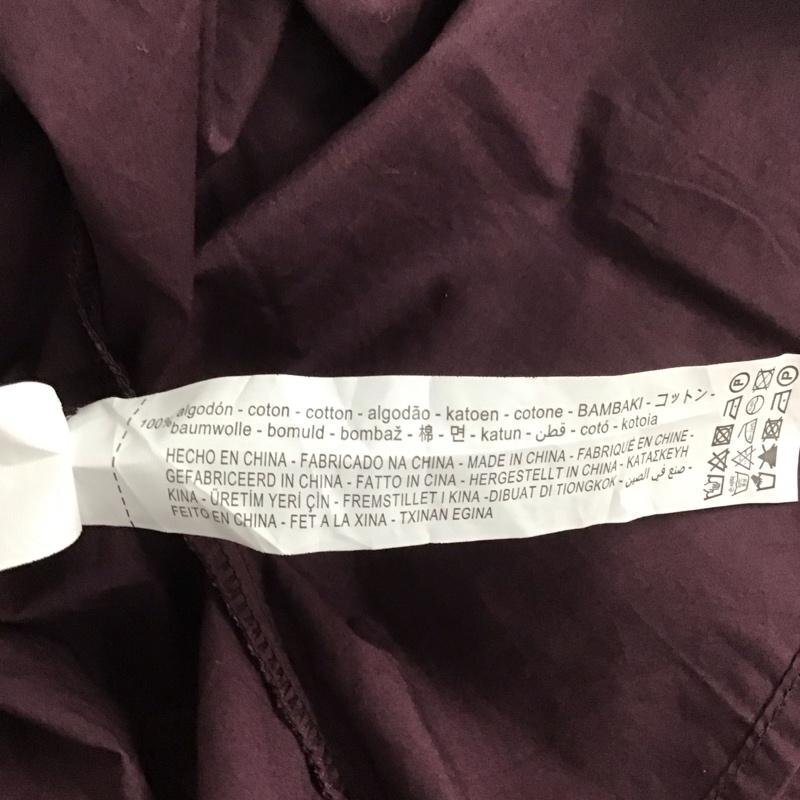 100% algodón - coton - cotton - algodão - katoen - cotone - BAMBAKI - コットン -
baumwolle - bomuld - bombaž - 棉 - 면 - katun - قطن - cotó - kotoia
HECHO EN CHINA - FABRICADO NA CHINA - MADE IN CHINA - FABRIQUÉ EN CHINE -
GEFABRICEERD IN CHINA - FATTO IN CINA - HERGESTELLT IN CHINA - ΚΑΤΑΣΚΕΥΗ
KINA - ÜRETİM YERİ ÇİN - FREMSTILLET I KINA -DIBUAT DI TIONGKOK - صنع في الصين -
FEITO EN CHINA - FET A LA XINA - TXINAN EGINA